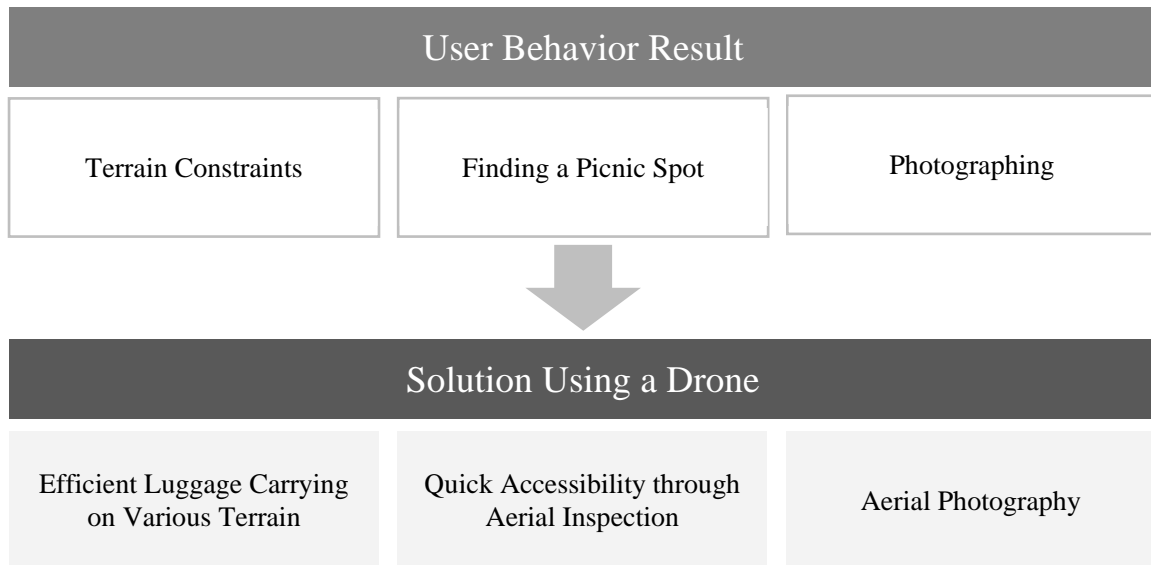 User Behavior Result
Terrain Constraints
Finding a Picnic Spot
Photographing
Solution Using a Drone
Efficient Luggage Carrying
on Various Terrain
Quick Accessibility through
Aerial Inspection
Aerial Photography